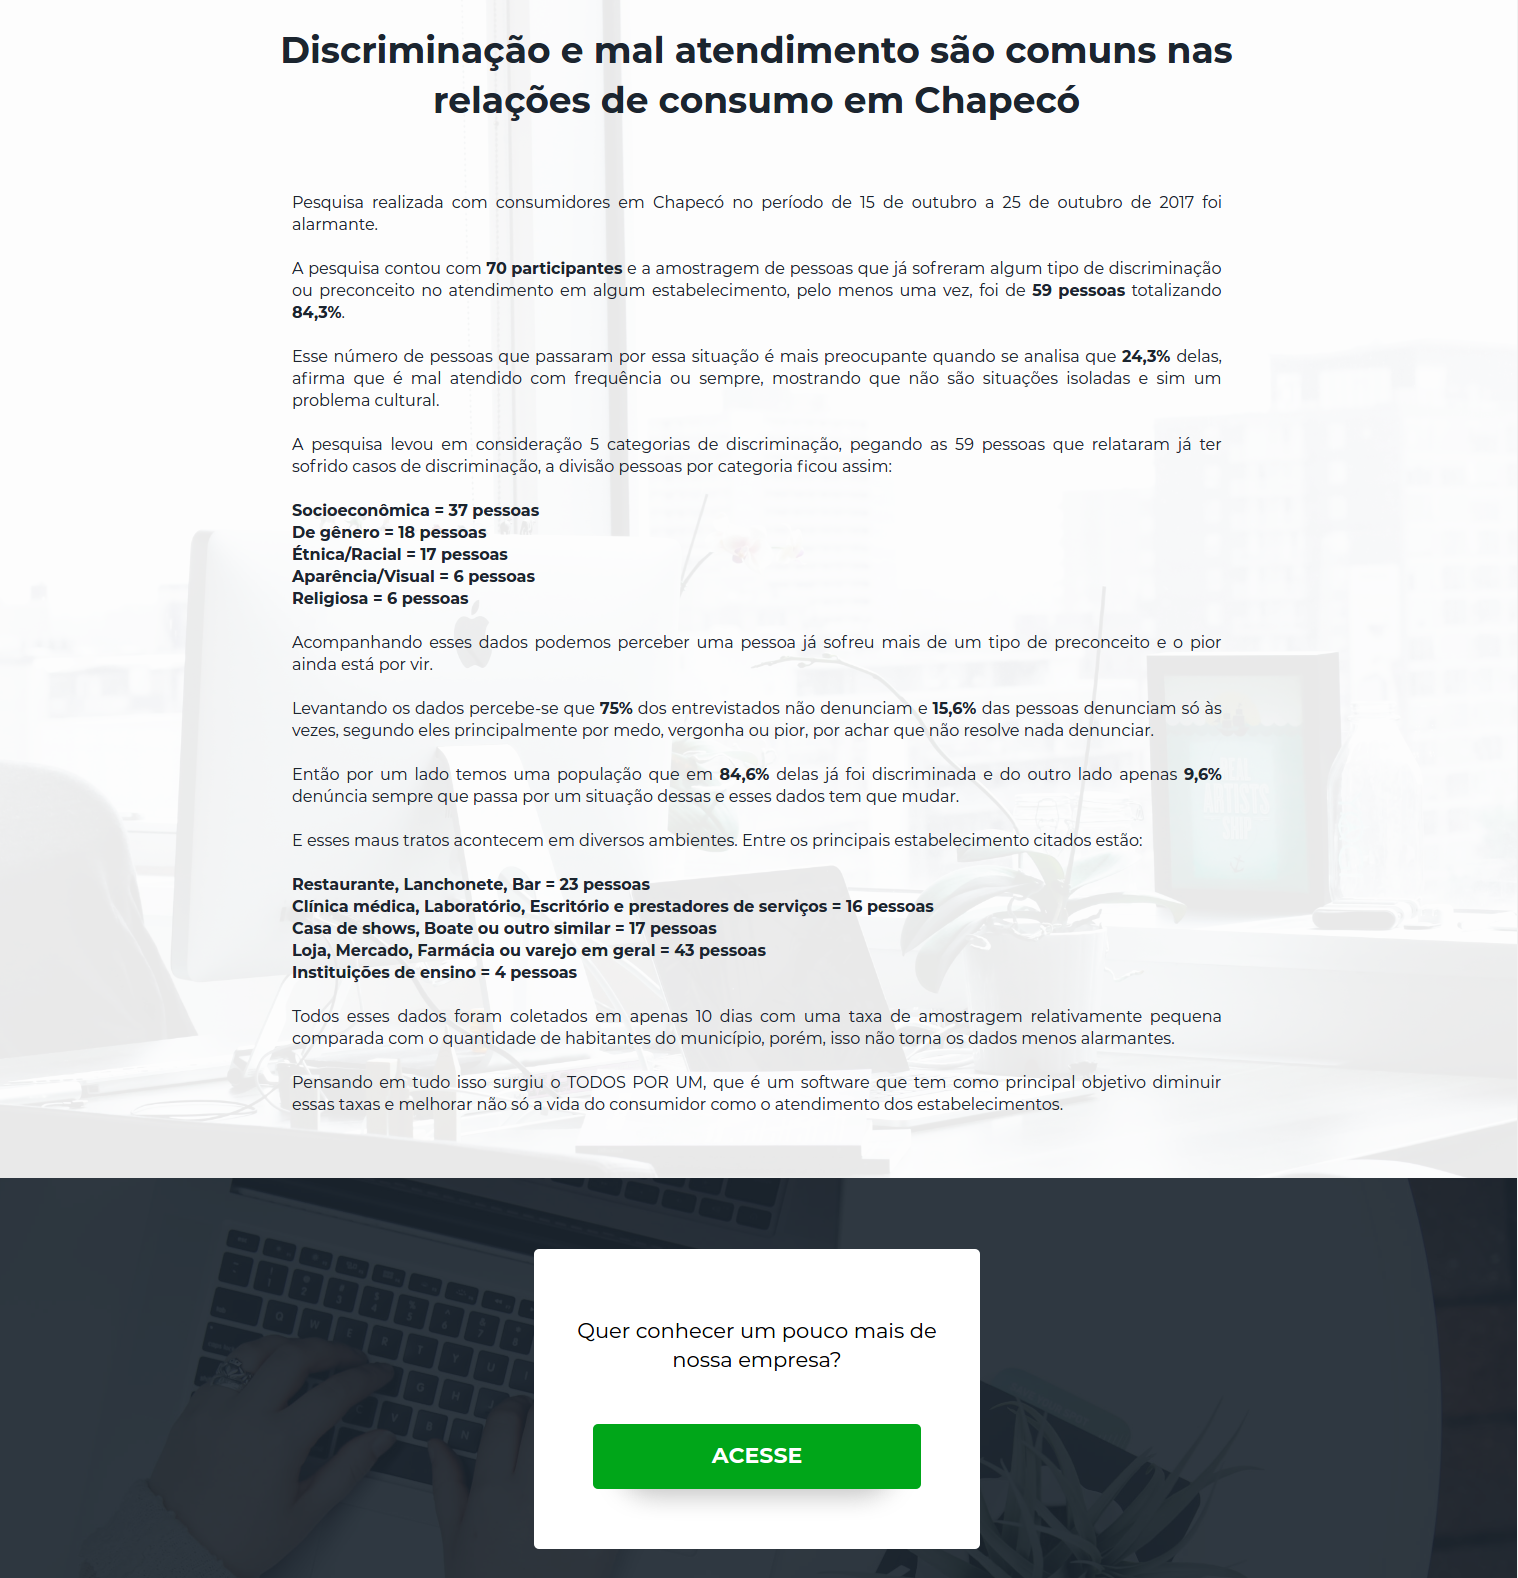 Discriminação e mal atendimento são comuns nas
relações de consumo em Chapecó
Pesquisa realizada com consumidores em Chapecó no período de 15 de outubro a 25 de outubro de 2017 foi
alarmante.
A pesquisa contou com 70 participantes e a amostragem de pessoas que já sofreram algum tipo de discriminação
ou preconceito no atendimento em algum estabelecimento, pelo menos uma vez, foi de 59 pessoas totalizando
84,3%.
Esse número de pessoas que passaram por essa situação é mais preocupante quando se analisa que 24,3% delas,
afirma que é mal atendido com frequência ou sempre, mostrando que não são situações isoladas e sim um
problema cultural.
A pesquisa levou em consideração 5 categorias de discriminação, pegando as 59 pessoas que relataram já ter
sofrido casos de discriminação, a divisão pessoas por categoria ficou assim:
Socioeconômica = 37 pessoas
De gênero = 18 pessoas
Étnica/Racial = 17 pessoas
Aparência/Visual = 6 pessoas
Religiosa = 6 pessoas
Acompanhando esses dados podemos perceber uma pessoa já sofreu mais de um tipo de preconceito e o pior
ainda está por vir.
Levantando os dados percebe-se que 75% dos entrevistados não denunciam e 15,6% das pessoas denunciam só às
vezes, segundo eles principalmente por medo, vergonha ou pior, por achar que não resolve nada denunciar.
Então por um lado temos uma população que em 84,6% delas já foi discriminada e do outro lado apenas 9,6%
denúncia sempre que passa por um situação dessas e esses dados tem que mudar.
E esses maus tratos acontecem em diversos ambientes. Entre os principais estabelecimento citados estão:
Restaurante, Lanchonete, Bar = 23 pessoas
Clínica médica, Laboratório, Escritório e prestadores de serviços = 16 pessoas
Casa de shows, Boate ou outro similar = 17 pessoas
Loja, Mercado, Farmácia ou varejo em geral = 43 pessoas
Instituições de ensino = 4 pessoas
Todos esses dados foram coletados em apenas 10 dias com uma taxa de amostragem relativamente pequena
comparada com o quantidade de habitantes do município, porém, isso não torna os dados menos alarmantes.
Pensando em tudo isso surgiu o TODOS POR UM, que é um software que tem como principal objetivo diminuir
essas taxas e melhorar não só a vida do consumidor como o atendimento dos estabelecimentos.
Quer conhecer um pouco mais de
nossa empresa?
ACESSE